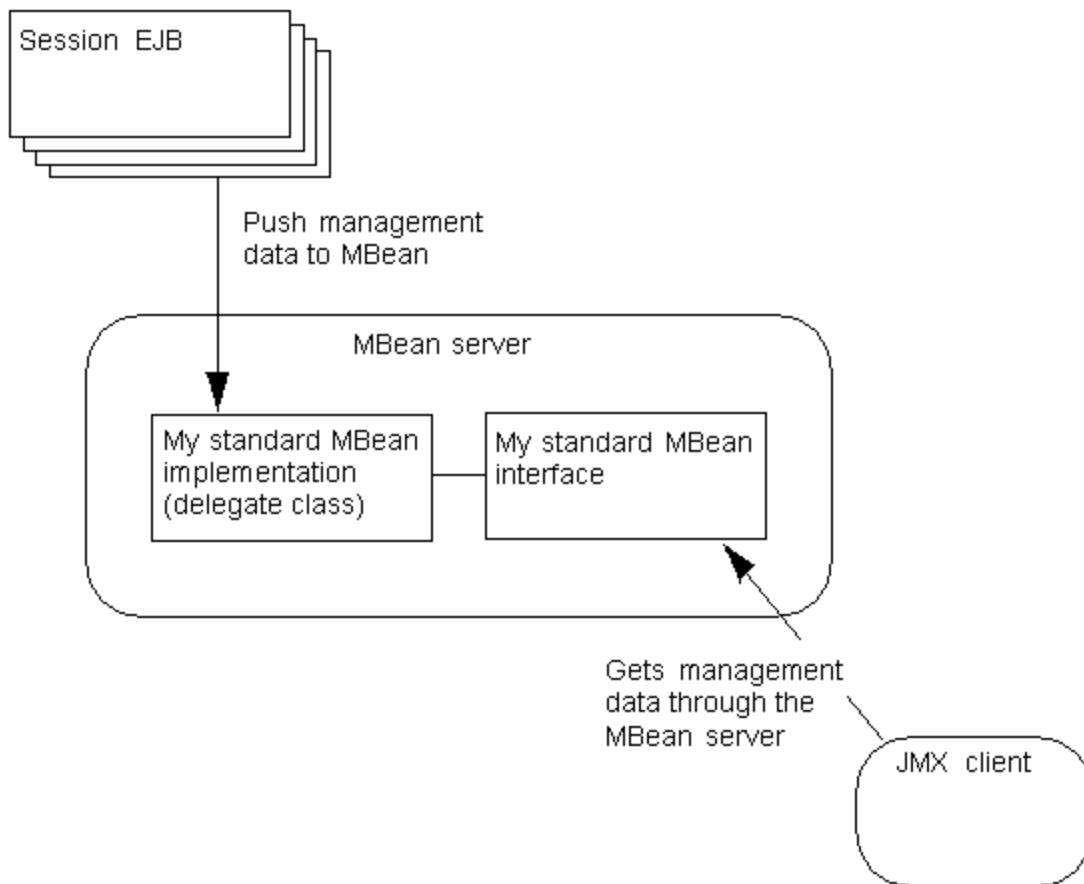 Session EJB
Push management
data to MBean
MBean server
My standard MBean
implementation
(delegate class)
My standard MBean
interface
Gets management
data through the
MBean server
JMX client